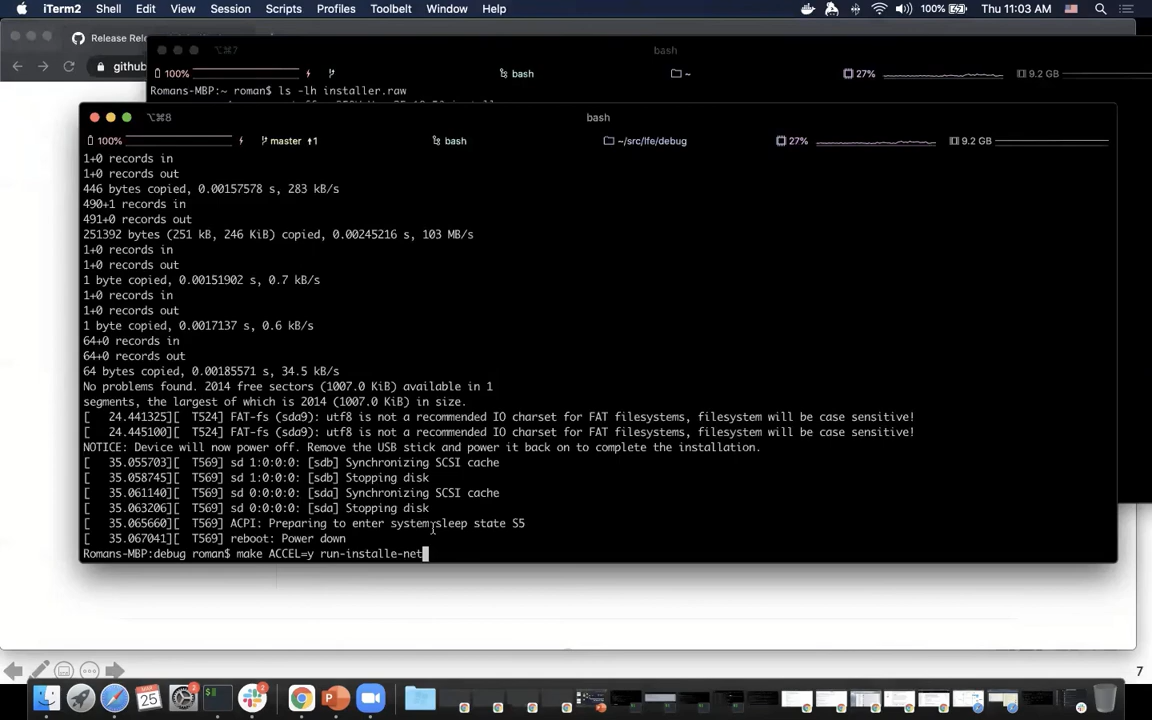 iTerm2 Shell Edit View Session Scripts Profiles Toolbelt Window Help 100% Thu 11:03 AM
Release Rele
⌥⌘7 bash
github
100% bash ~ 27% 9.2 GB
Romans-MBP:~ roman$ ls -lh installer.raw
⌥⌘8 bash
100% master ↑1 bash ~/src/lfe/debug 27% 9.2 GB
1+0 records in
1+0 records out
446 bytes copied, 0.00157578 s, 283 kB/s
490+1 records in
491+0 records out
251392 bytes (251 kB, 246 KiB) copied, 0.00245216 s, 103 MB/s
1+0 records in
1+0 records out
1 byte copied, 0.00151902 s, 0.7 kB/s
1+0 records in
1+0 records out
1 byte copied, 0.0017137 s, 0.6 kB/s
64+0 records in
64+0 records out
64 bytes copied, 0.00185571 s, 34.5 kB/s
No problems found. 2014 free sectors (1007.0 KiB) available in 1
segments, the largest of which is 2014 (1007.0 KiB) in size.
[ 24.441325][ T524] FAT-fs (sda9): utf8 is not a recommended IO charset for FAT filesystems, filesystem will be case sensitive!
[ 24.445100][ T524] FAT-fs (sda9): utf8 is not a recommended IO charset for FAT filesystems, filesystem will be case sensitive!
NOTICE: Device will now power off. Remove the USB stick and power it back on to complete the installation.
[ 35.055703][ T569] sd 1:0:0:0: [sdb] Synchronizing SCSI cache
[ 35.058745][ T569] sd 1:0:0:0: [sdb] Stopping disk
[ 35.061140][ T569] sd 0:0:0:0: [sda] Synchronizing SCSI cache
[ 35.063206][ T569] sd 0:0:0:0: [sda] Stopping disk
[ 35.065660][ T569] ACPI: Preparing to enter system sleep state S5
[ 35.067041][ T569] reboot: Power down
Romans-MBP:debug roman$ make ACCEL=y run-installe-net
7
25